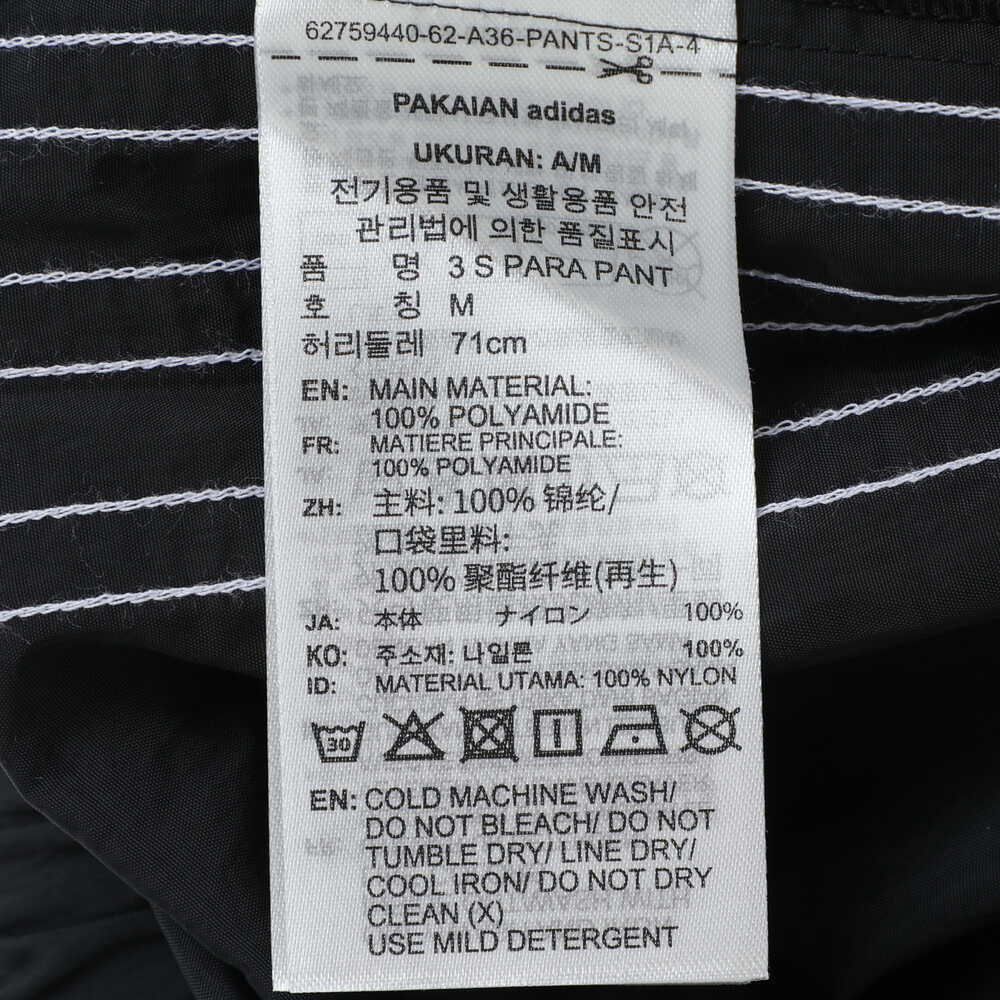 62759440-62-A36-PANTS-S1A-4
PAKAIAN adidas
UKURAN: A/M
전기용품 및 생활용품 안전
관리법에 의한 품질표시
품 명 3 S PARA PANT
호 칭 M
허리둘레 71cm
EN: MAIN MATERIAL:
100% POLYAMIDE
FR: MATIERE PRINCIPALE:
100% POLYAMIDE
ZH: 主料: 100% 锦纶/
口袋里料:
100% 聚酯纤维(再生)
JA: 本体 ナイロン 100%
KO: 주소재: 나일론 100%
ID: MATERIAL UTAMA: 100% NYLON
30
EN: COLD MACHINE WASH/
DO NOT BLEACH/ DO NOT
TUMBLE DRY/ LINE DRY/
COOL IRON/ DO NOT DRY
CLEAN (X)
USE MILD DETERGENT